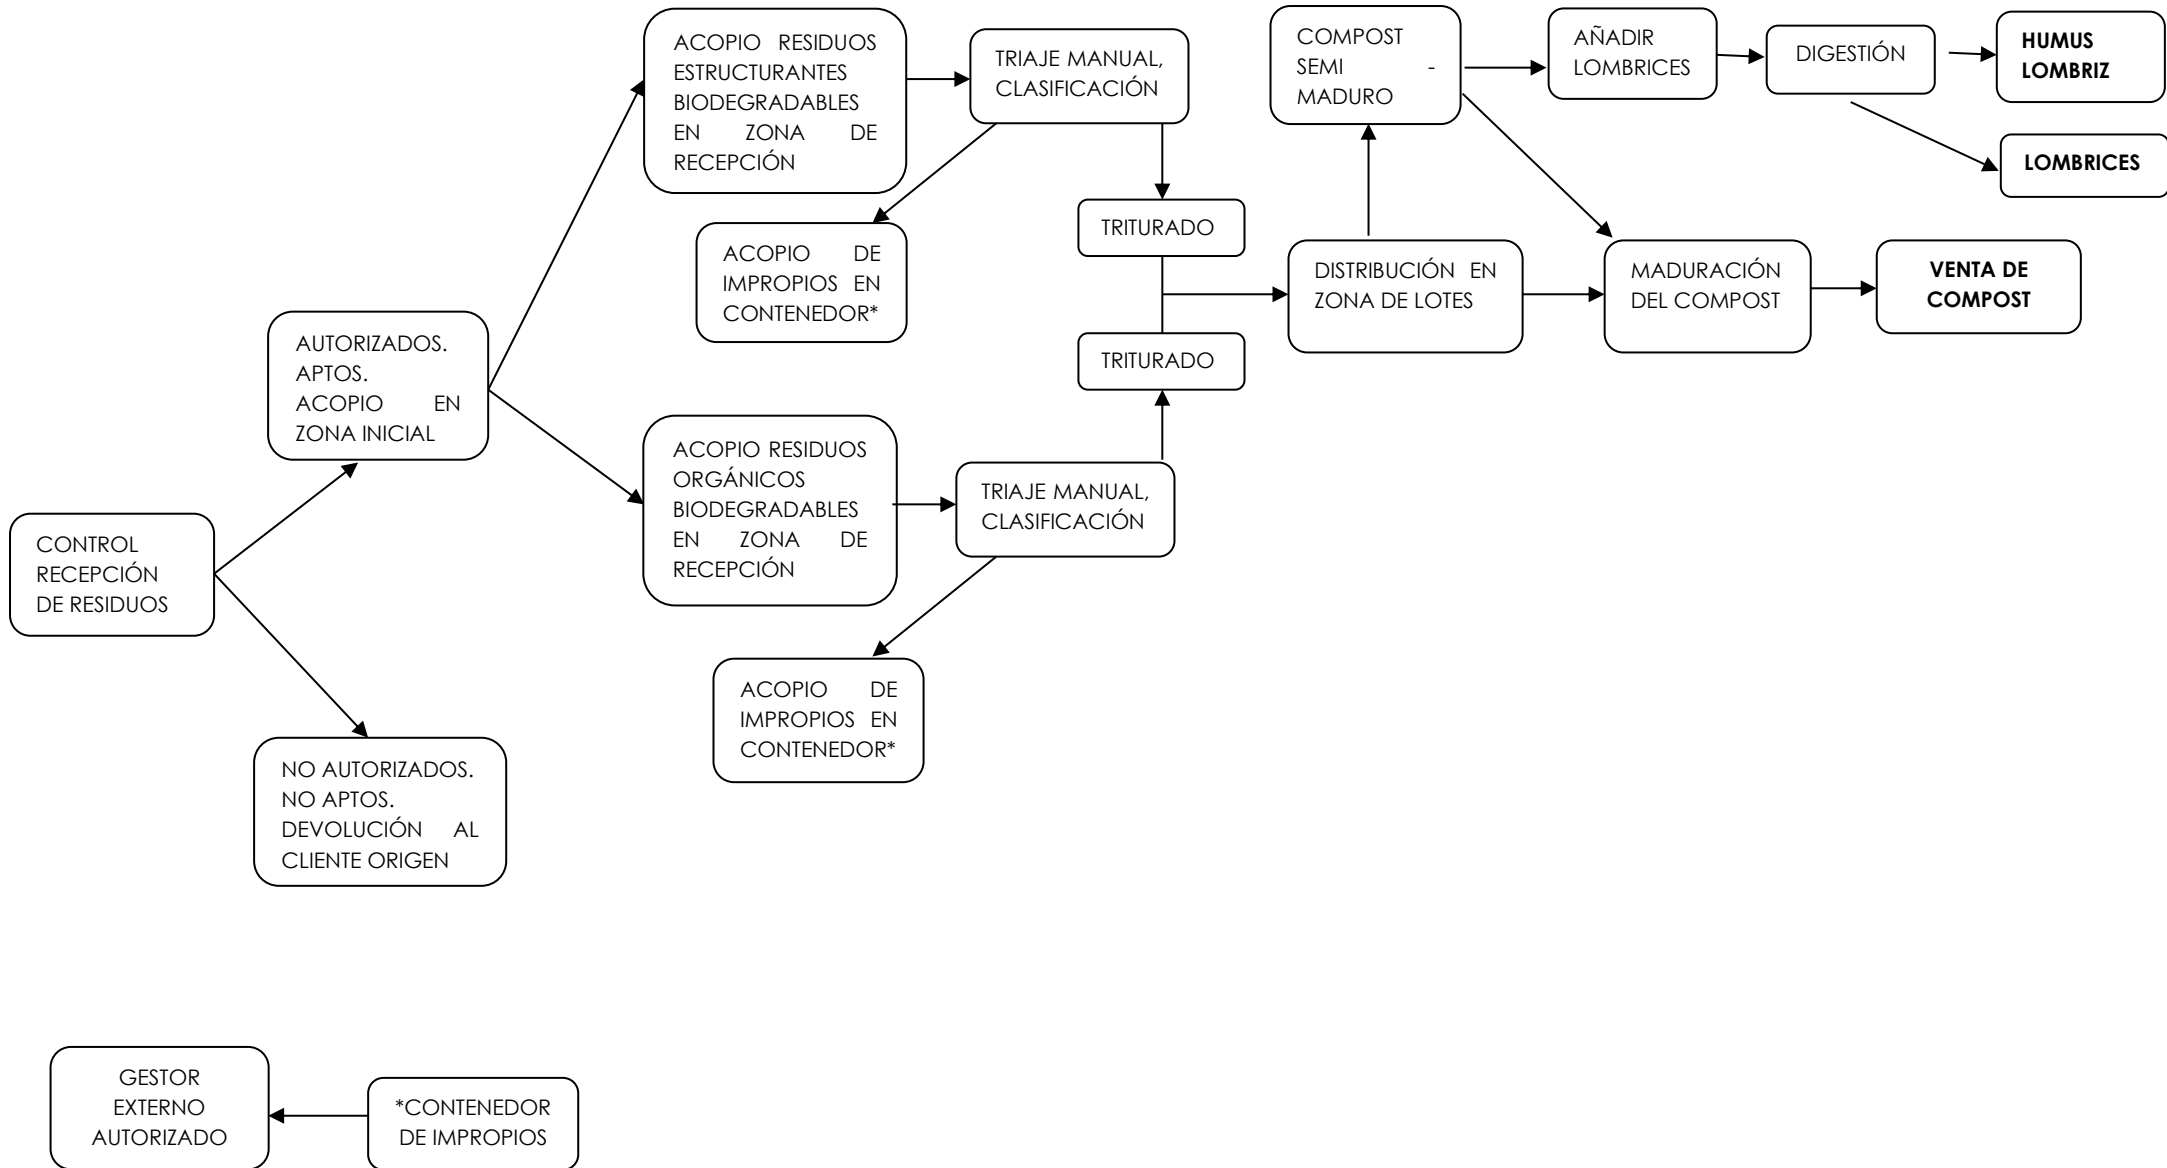 ACOPIO RESIDUOS
ESTRUCTURANTES
BIODEGRADABLES
EN ZONA DE
RECEPCIÓN
TRIAJE MANUAL,
CLASIFICACIÓN
COMPOST
SEMI -
MADURO
AÑADIR
LOMBRICES
DIGESTIÓN
HUMUS
LOMBRIZ
LOMBRICES
TRITURADO
ACOPIO DE
IMPROPIOS EN
CONTENEDOR*
DISTRIBUCIÓN EN
ZONA DE LOTES
MADURACIÓN
DEL COMPOST
VENTA DE
COMPOST
AUTORIZADOS.
APTOS.
ACOPIO EN
ZONA INICIAL
TRITURADO
ACOPIO RESIDUOS
ORGÁNICOS
BIODEGRADABLES
EN ZONA DE
RECEPCIÓN
TRIAJE MANUAL,
CLASIFICACIÓN
CONTROL
RECEPCIÓN
DE RESIDUOS
ACOPIO DE
IMPROPIOS EN
CONTENEDOR*
NO AUTORIZADOS.
NO APTOS.
DEVOLUCIÓN AL
CLIENTE ORIGEN
GESTOR
EXTERNO
AUTORIZADO
*CONTENEDOR
DE IMPROPIOS